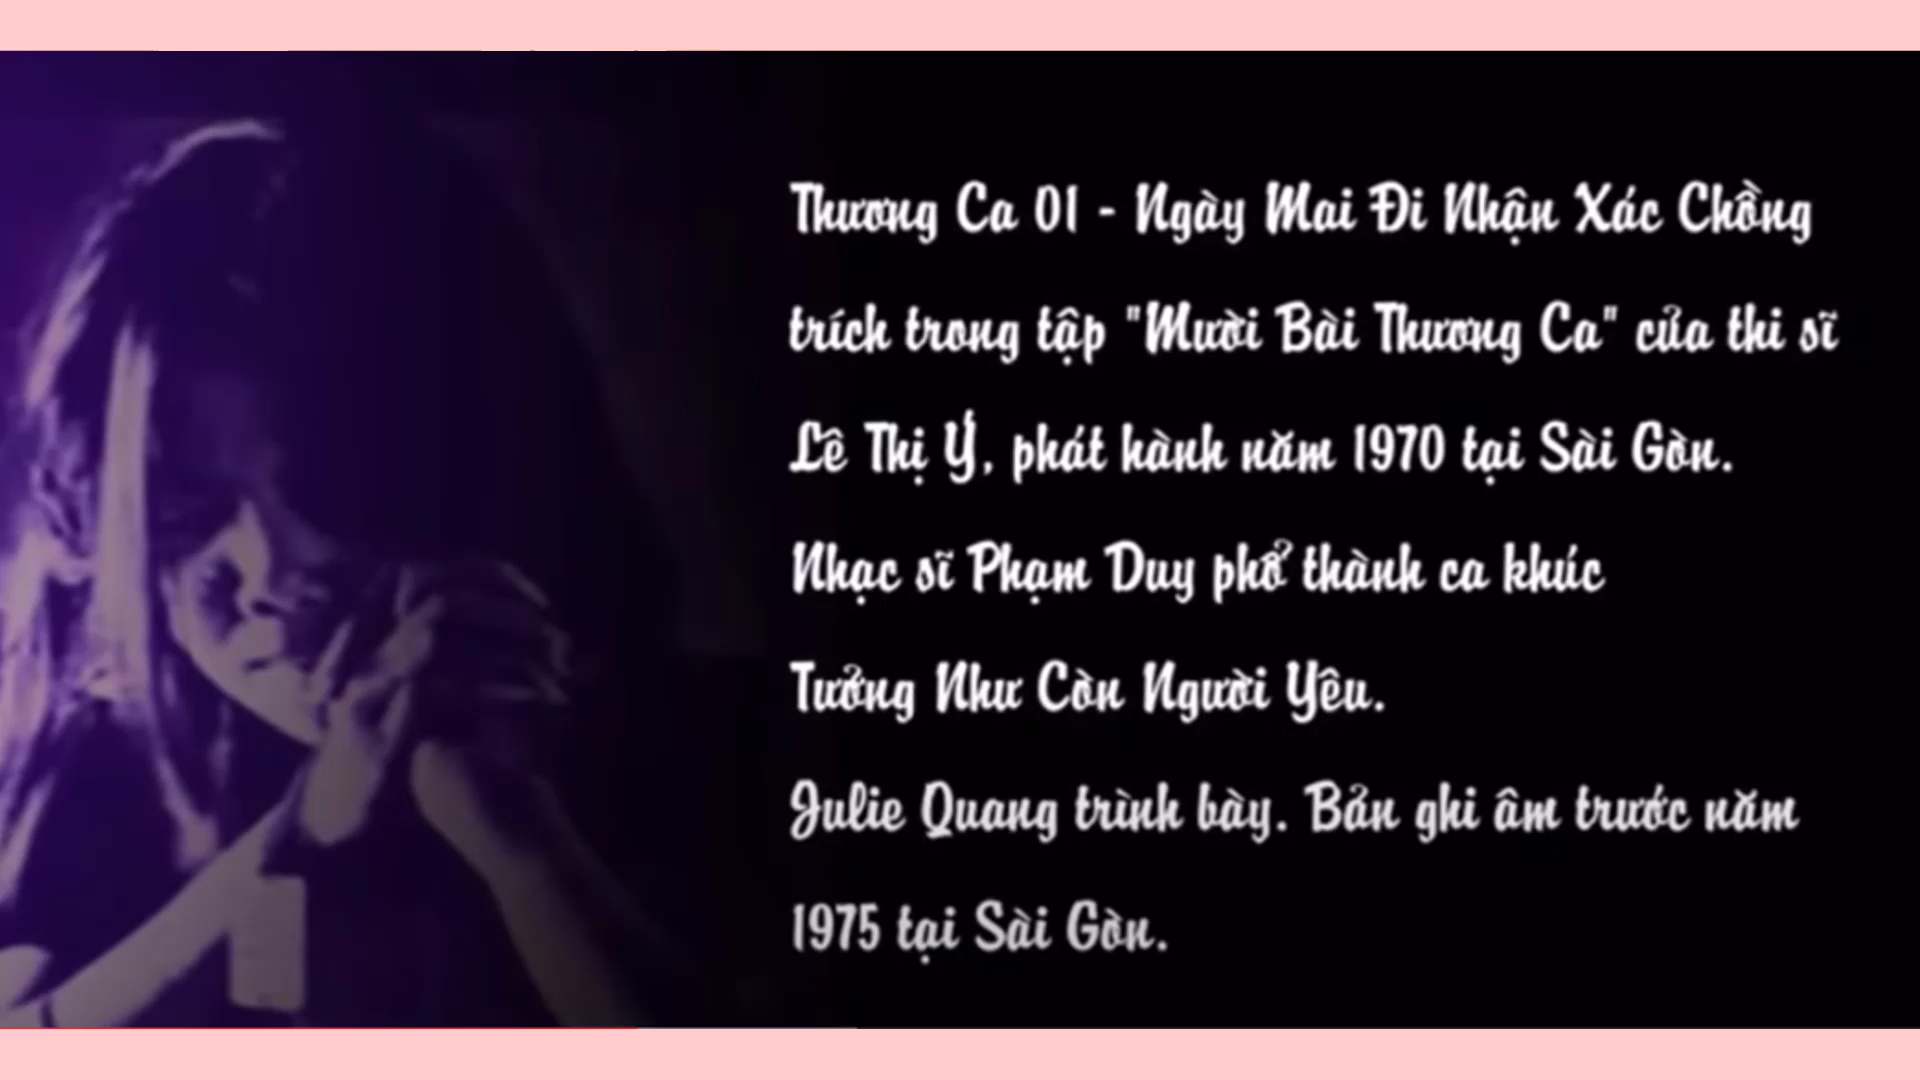 Thương Ca 01 - Ngày Mai Đi Nhận Xác Chồng
trích trong tập "Mười Bài Thương Ca" của thi sĩ
Lê Thị Ý, phát hành năm 1970 tại Sài Gòn.
Nhạc sĩ Phạm Duy phổ thành ca khúc
Tưởng Như Còn Người Yêu.
Julie Quang trình bày. Bản ghi âm trước năm
1975 tại Sài Gòn.